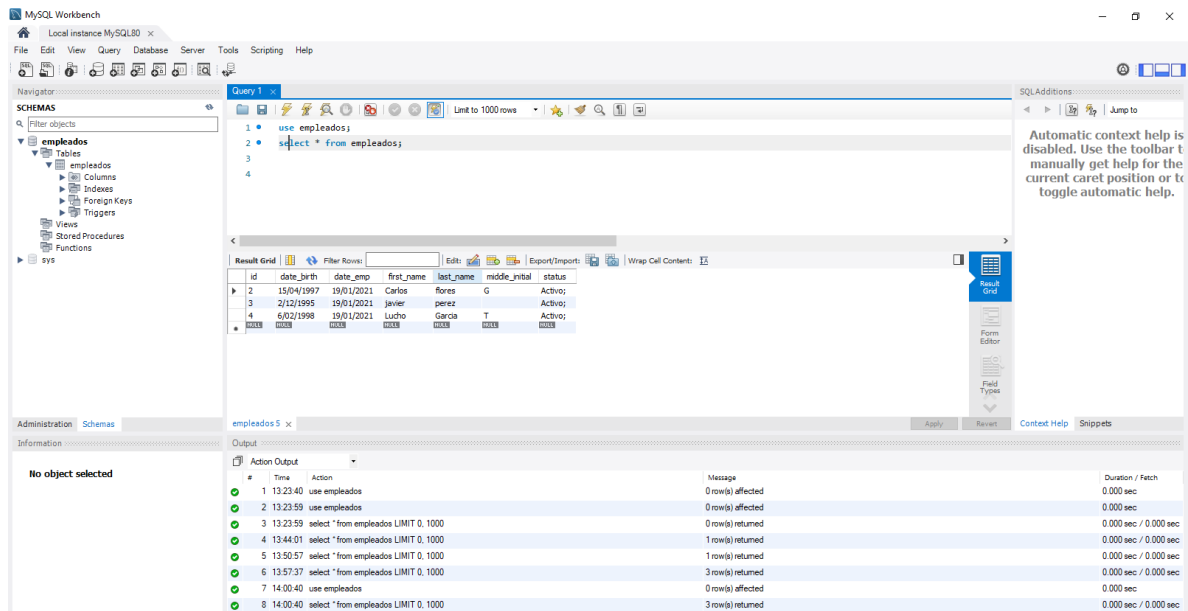 MySQL Workbench
Local instance MySQL80
File Edit View Query Database Server Tools Scripting Help
Navigator
SCHEMAS
Filter objects
empleados
Tables
empleados
Columns
Indexes
Foreign Keys
Triggers
Views
Stored Procedures
Functions
sys
Administration Schemas
Information
No object selected
Query 1
Limit to 1000 rows
1 use empleados;
2 select * from empleados;
3
4
Result Grid Filter Rows: Edit: Export/Import: Wrap Cell Content:
id date_birth date_emp first_name last_name middle_initial status
2 15/04/1997 19/01/2021 Carlos flores G Activo;
3 2/12/1995 19/01/2021 javier perez Activo;
4 6/02/1998 19/01/2021 Lucho Garcia T Activo;
NULL NULL NULL NULL NULL NULL NULL
Result
Grid
Form
Editor
Field
Types
empleados 5 Apply Revert
SQLAdditions
Jump to
Automatic context help is
disabled. Use the toolbar t
manually get help for the
current caret position or to
toggle automatic help.
Context Help Snippets
Output
Action Output
# Time Action Message Duration / Fetch
1 13:23:40 use empleados 0 row(s) affected 0.000 sec
2 13:23:59 use empleados 0 row(s) affected 0.000 sec
3 13:23:59 select * from empleados LIMIT 0, 1000 0 row(s) returned 0.000 sec / 0.000 sec
4 13:44:01 select * from empleados LIMIT 0, 1000 1 row(s) returned 0.000 sec / 0.000 sec
5 13:50:57 select * from empleados LIMIT 0, 1000 1 row(s) returned 0.000 sec / 0.000 sec
6 13:57:37 select * from empleados LIMIT 0, 1000 3 row(s) returned 0.000 sec / 0.000 sec
7 14:00:40 use empleados 0 row(s) affected 0.000 sec
8 14:00:40 select * from empleados LIMIT 0, 1000 3 row(s) returned 0.000 sec / 0.000 sec